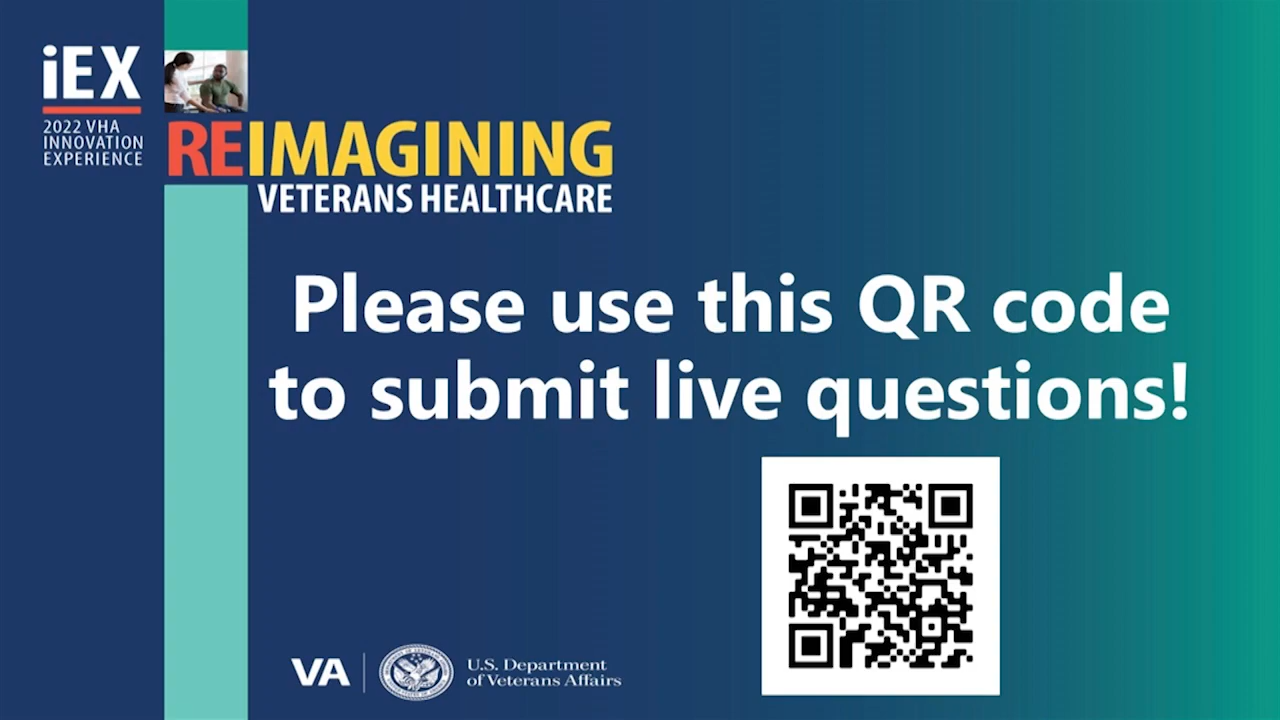 iEX
2022 VHA
INNOVATION
EXPERIENCE
REIMAGINING
VETERANS HEALTHCARE
Please use this QR code
to submit live questions!
VA
U.S. Department
of Veterans Affairs